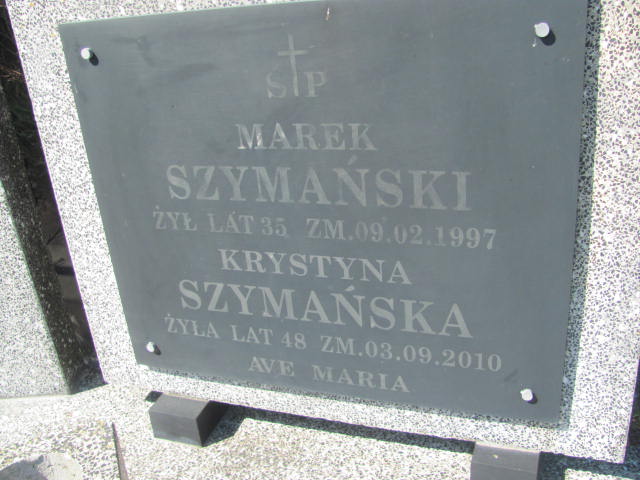 ŚP
MAREK
SZYMAŃSKI
ŻYŁ LAT 35 ZM.09.02.1997
KRYSTYNA
SZYMAŃSKA
ŻYŁA LAT 48 ZM.03.09.2010
AVE MARIA